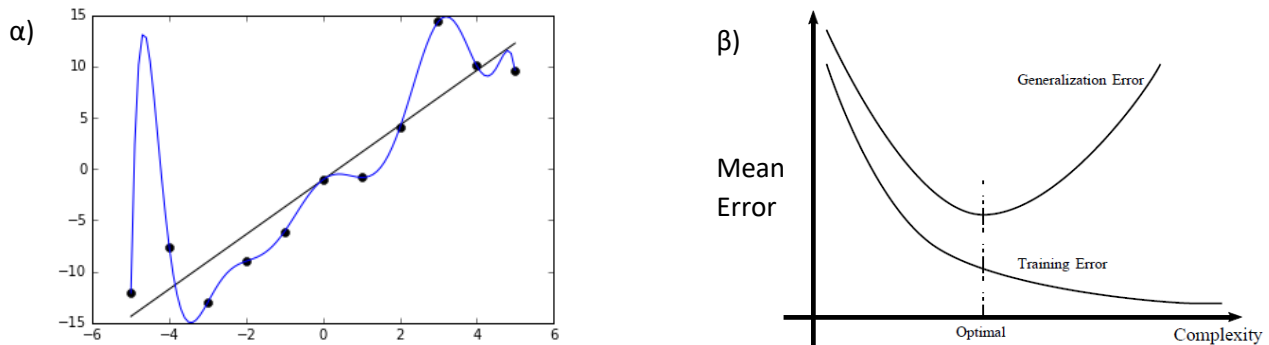 α)
15
10
5
0
−5
−10
−15
−6
−4
−2
0
2
4
6
β)
Generalization Error
Mean
Error
Training Error
Optimal
Complexity